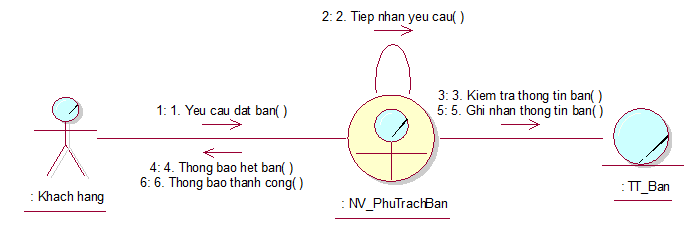 2: 2. Tiep nhan yeu cau( )
1: 1. Yeu cau dat ban( )
3: 3. Kiem tra thong tin ban( )
5: 5. Ghi nhan thong tin ban( )
4: 4. Thong bao het ban( )
6: 6. Thong bao thanh cong( )
: Khach hang
: NV_PhuTrachBan
: TT_Ban